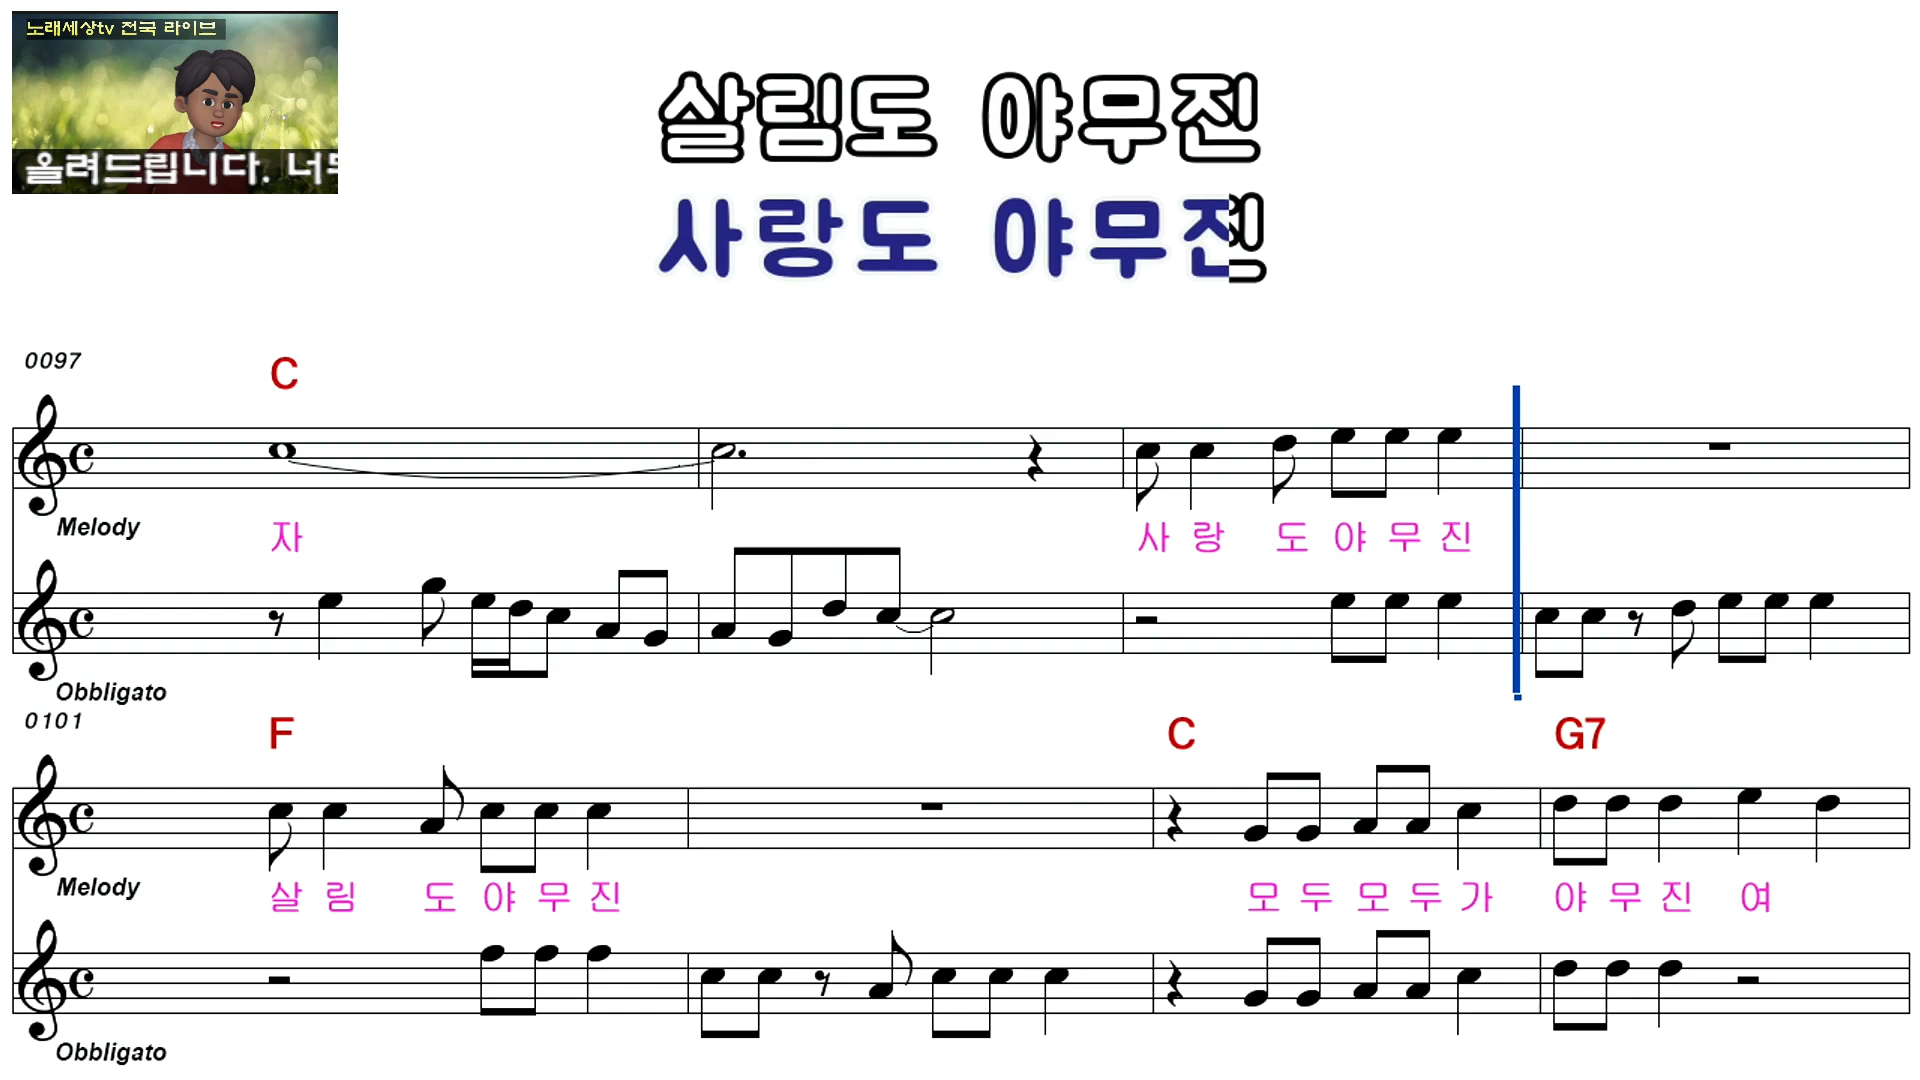 노래세상tv 전국 라이브
올려드립니다. 너무
살림도 야무진
사랑도 야무진
0097
C
Melody
자 사 랑 도 야 무 진
Obbligato
0101
F C G7
Melody
살 림 도 야 무 진 모 두 모 두 가 야 무 진 여
Obbligato